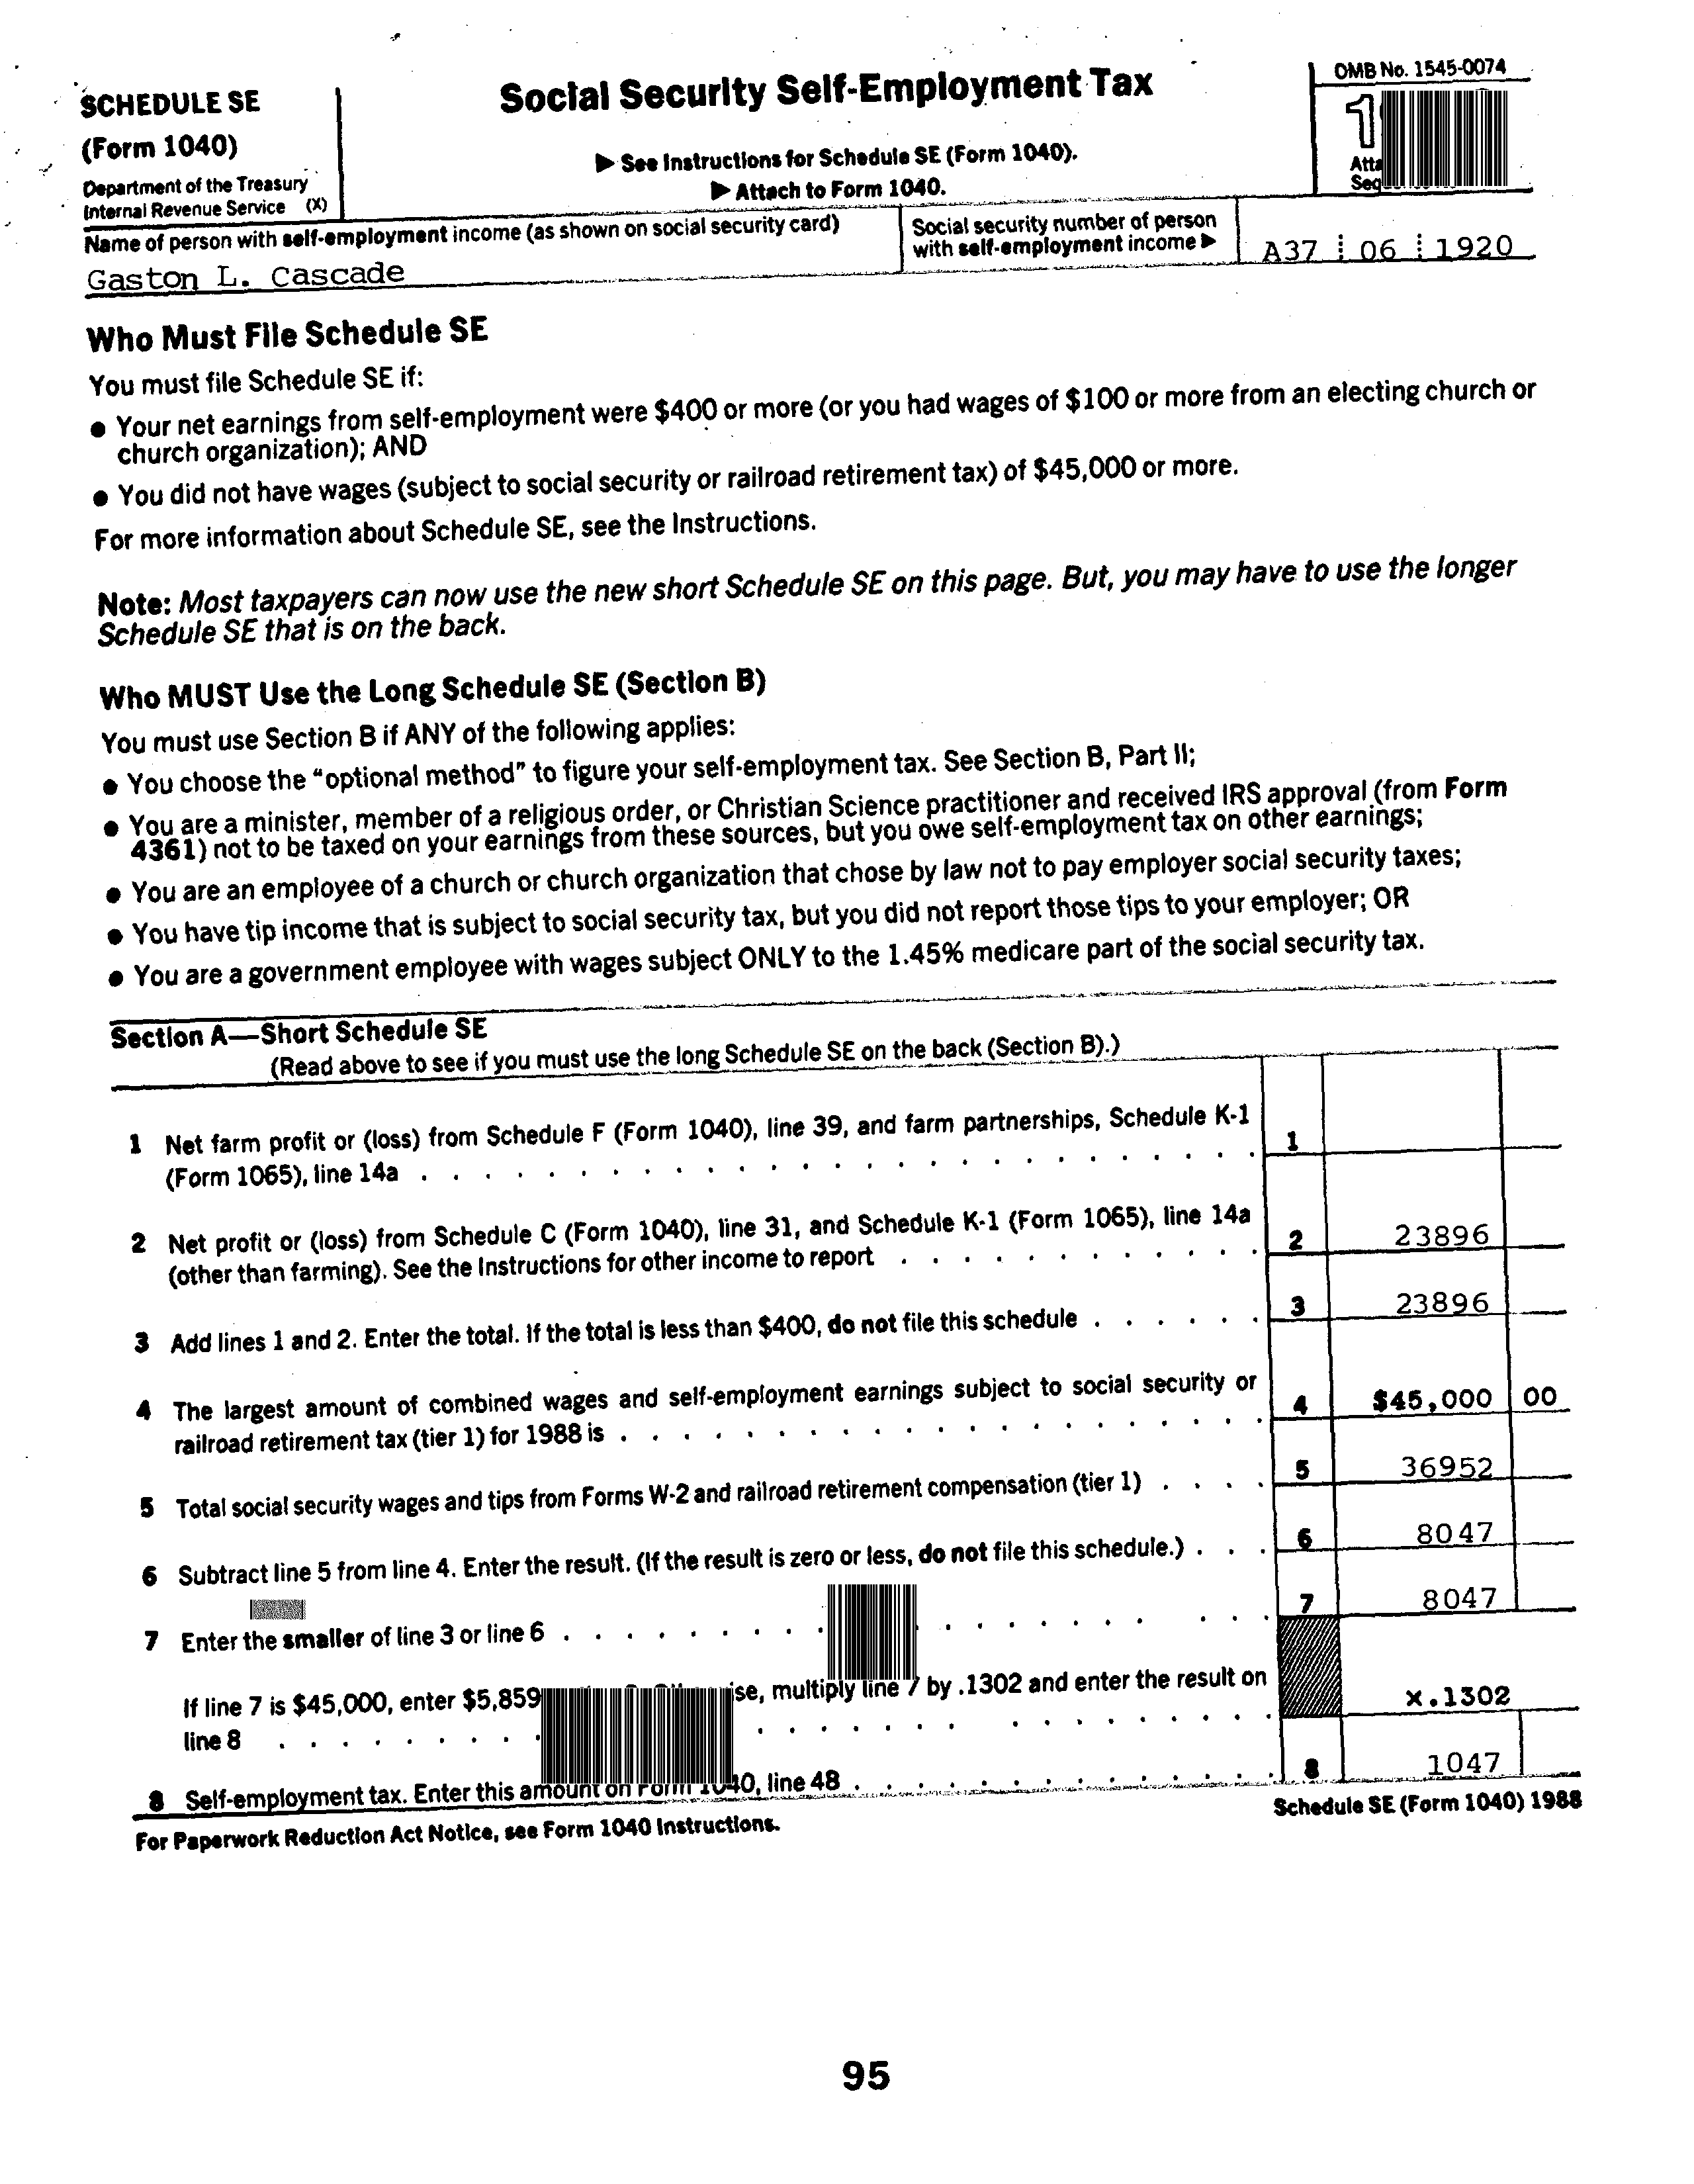 SCHEDULE SE
(Form 1040)
Department of the Treasury
Internal Revenue Service (X)
Social Security Self-Employment Tax
▶ See Instructions for Schedule SE (Form 1040).
▶ Attach to Form 1040.
OMB No. 1545-0074
1
Name of person with self-employment income (as shown on social security card)
Gaston L. Cascade
Social security number of person
with self-employment income ▶
A37 06 1920
Who Must File Schedule SE
You must file Schedule SE if:
● Your net earnings from self-employment were $400 or more (or you had wages of $100 or more from an electing church or
church organization); AND
● You did not have wages (subject to social security or railroad retirement tax) of $45,000 or more.
For more information about Schedule SE, see the Instructions.
Note: Most taxpayers can now use the new short Schedule SE on this page. But, you may have to use the longer
Schedule SE that is on the back.
Who MUST Use the Long Schedule SE (Section B)
You must use Section B if ANY of the following applies:
● You choose the "optional method" to figure your self-employment tax. See Section B, Part II;
● You are a minister, member of a religious order, or Christian Science practitioner and received IRS approval (from Form
4361) not to be taxed on your earnings from these sources, but you owe self-employment tax on other earnings;
● You are an employee of a church or church organization that chose by law not to pay employer social security taxes;
● You have tip income that is subject to social security tax, but you did not report those tips to your employer; OR
● You are a government employee with wages subject ONLY to the 1.45% medicare part of the social security tax.
Section A—Short Schedule SE
(Read above to see if you must use the long Schedule SE on the back (Section B).)
1 Net farm profit or (loss) from Schedule F (Form 1040), line 39, and farm partnerships, Schedule K-1
(Form 1065), line 14a . . . . . . . . . . . . . . . . . . . . . . . . . . 1
2 Net profit or (loss) from Schedule C (Form 1040), line 31, and Schedule K-1 (Form 1065), line 14a
(other than farming). See the Instructions for other income to report . . . . . . . . . . . . 2 23896
3 Add lines 1 and 2. Enter the total. If the total is less than $400, do not file this schedule . . . . . . 3 23896
4 The largest amount of combined wages and self-employment earnings subject to social security or
railroad retirement tax (tier 1) for 1988 is . . . . . . . . . . . . . . . . . . . . 4 $45,000 00
5 Total social security wages and tips from Forms W-2 and railroad retirement compensation (tier 1) . . . . 5 36952
6 Subtract line 5 from line 4. Enter the result. (If the result is zero or less, do not file this schedule.) . . . 6 8047
7 Enter the smaller of line 3 or line 6 . . . . . . . . . . . . . . . . . . . 7 8047
If line 7 is $45,000, enter $5,859 multiply line 7 by .1302 and enter the result on
line 8 . . . . . . . . . . . . . . . . . . . . . . . . x.1302
8 Self-employment tax. Enter this amount on Form 1040, line 48 . . . . . . . . . . . . . . 8 1047
For Paperwork Reduction Act Notice, see Form 1040 Instructions.
Schedule SE (Form 1040) 1988
95